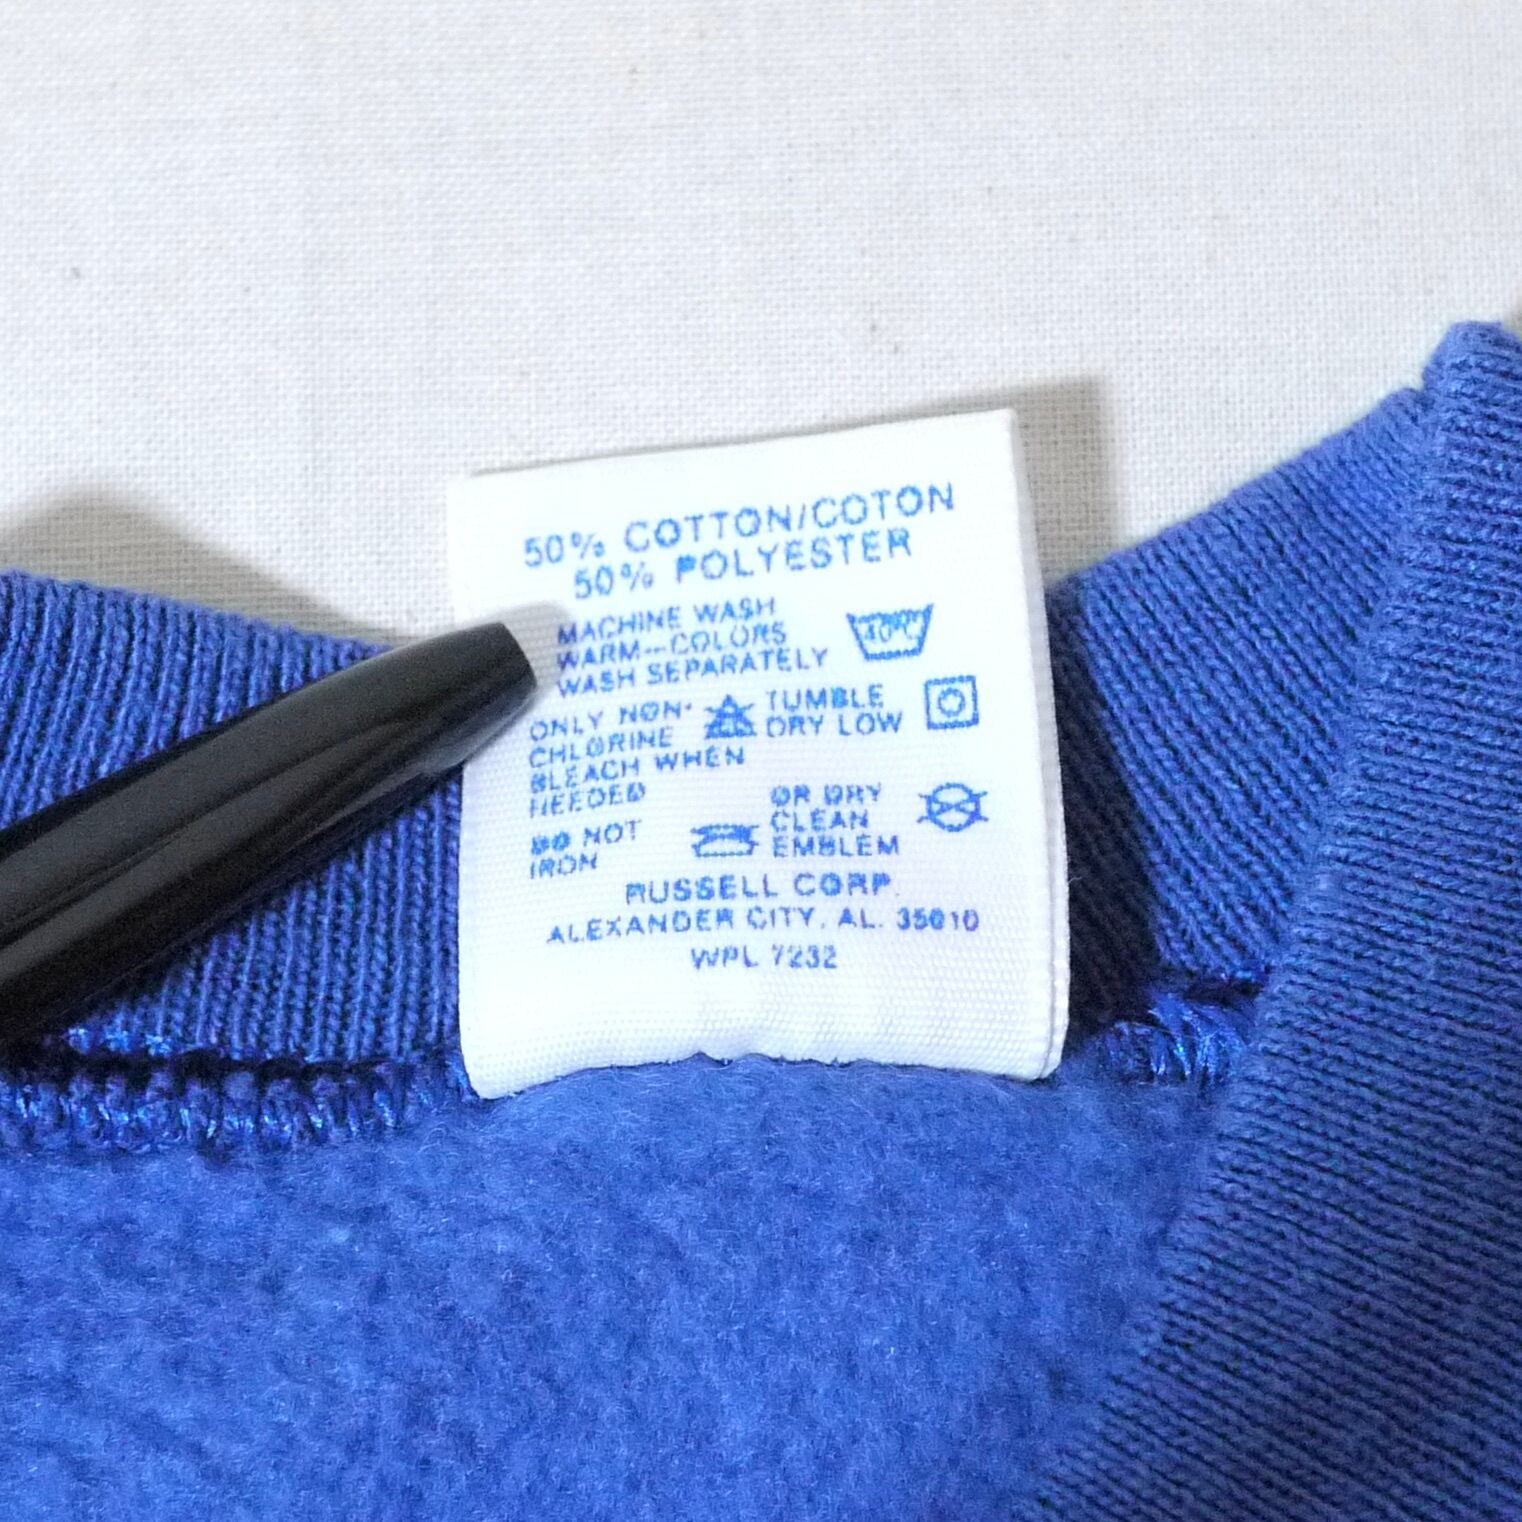 50% COTTON/COTON
50% POLYESTER
MACHINE WASH
WARM--COLORS
WASH SEPARATELY
40°C
ONLY NON-
CHLORINE
BLEACH WHEN
NEEDED
TUMBLE
DRY LOW
DO NOT
IRON
OR DRY
CLEAN
EMBLEM
RUSSELL CORP.
ALEXANDER CITY, AL. 35010
WPL 7232